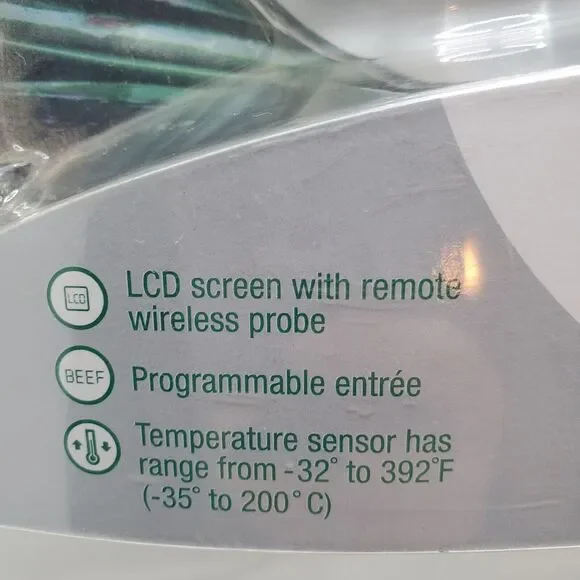 LCD
LCD screen with remote
wireless probe
BEEF
Programmable entrée
Temperature sensor has
range from -32° to 392°F
(-35° to 200°C)